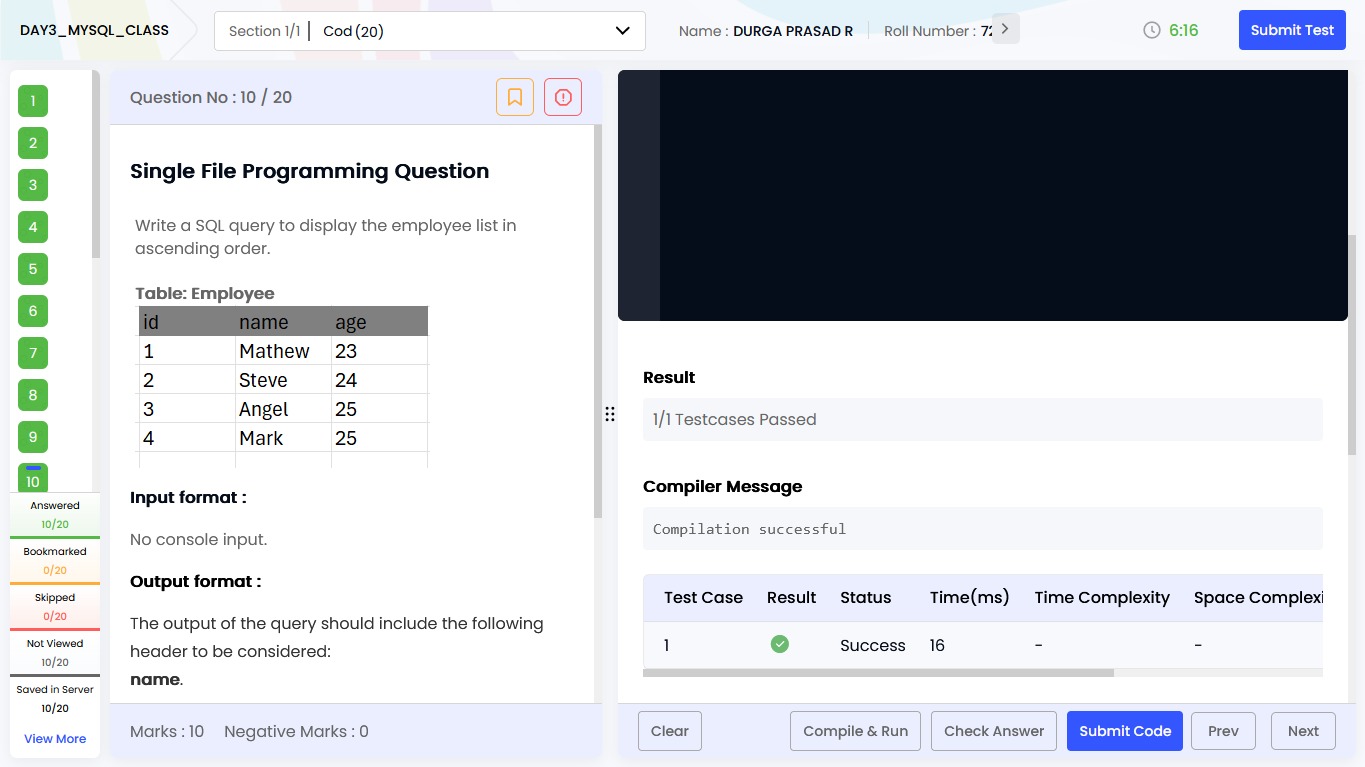 DAY3_MYSQL_CLASS
Section 1/1 | Cod (20)
Name : DURGA PRASAD R
Roll Number :
6:16
Submit Test
1
2
3
4
5
6
7
8
9
10
Answered
10/20
Bookmarked
0/20
Skipped
0/20
Not Viewed
10/20
Saved in Server
10/20
View More
Question No : 10 / 20
Single File Programming Question
Write a SQL query to display the employee list in
ascending order.
Table: Employee
id name age
1 Mathew 23
2 Steve 24
3 Angel 25
4 Mark 25
Input format :
No console input.
Output format :
The output of the query should include the following
header to be considered:
name.
Marks : 10 Negative Marks : 0
Result
1/1 Testcases Passed
Compiler Message
Compilation successful
Test Case Result Status Time(ms) Time Complexity Space Complexi
1 Success 16 - -
Clear
Compile & Run
Check Answer
Submit Code
Prev
Next